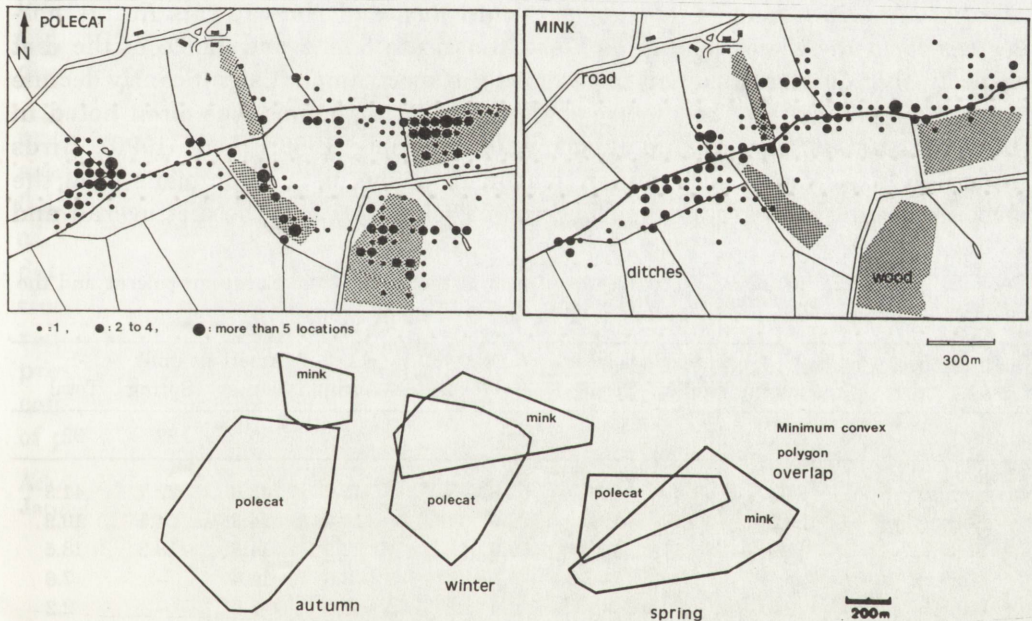 POLECAT
N
MINK
road
ditches
wood
• :1, ● : 2 to 4, ● : more than 5 locations
300m
mink
polecat
autumn
mink
polecat
winter
polecat
mink
spring
Minimum convex
polygon
overlap
200m